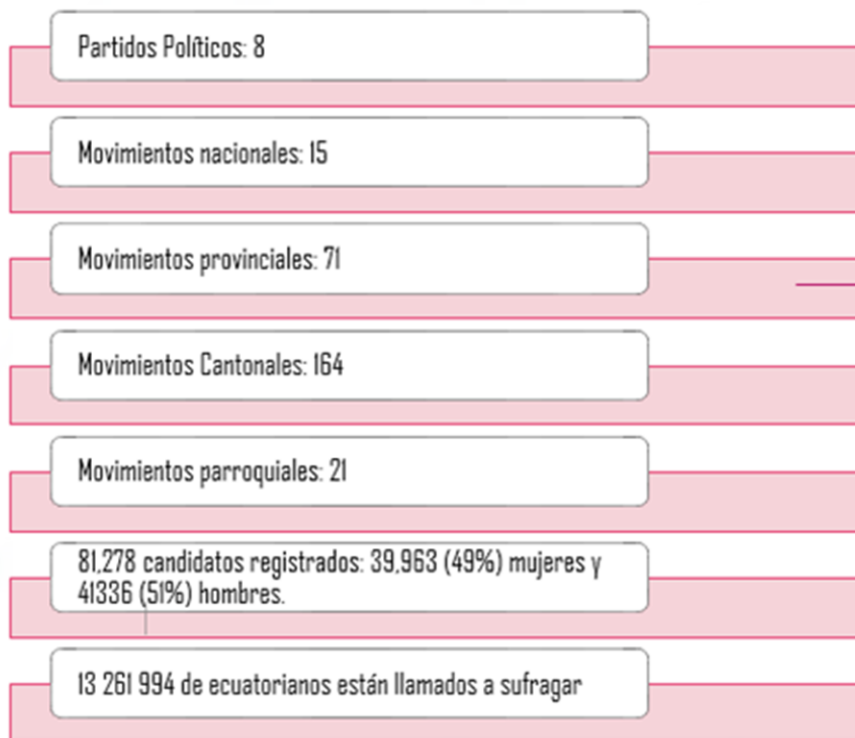 Partidos Políticos: 8
Movimientos nacionales: 15
Movimientos provinciales: 71
Movimientos Cantonales: 164
Movimientos parroquiales: 21
81,278 candidatos registrados: 39,963 (49%) mujeres y
41336 (51%) hombres.
13 261 994 de ecuatorianos están llamados a sufragar